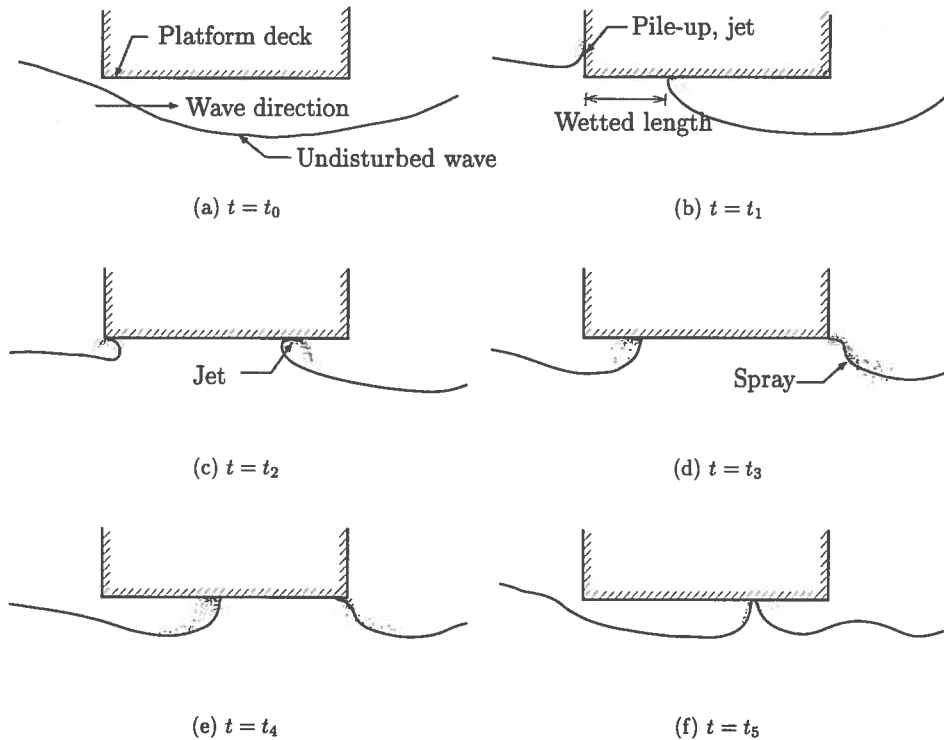 Platform deck
Wave direction
Undisturbed wave
(a) t = t₀
Pile-up, jet
Wetted length
(b) t = t₁
Jet
(c) t = t₂
Spray
(d) t = t₃
(e) t = t₄
(f) t = t₅